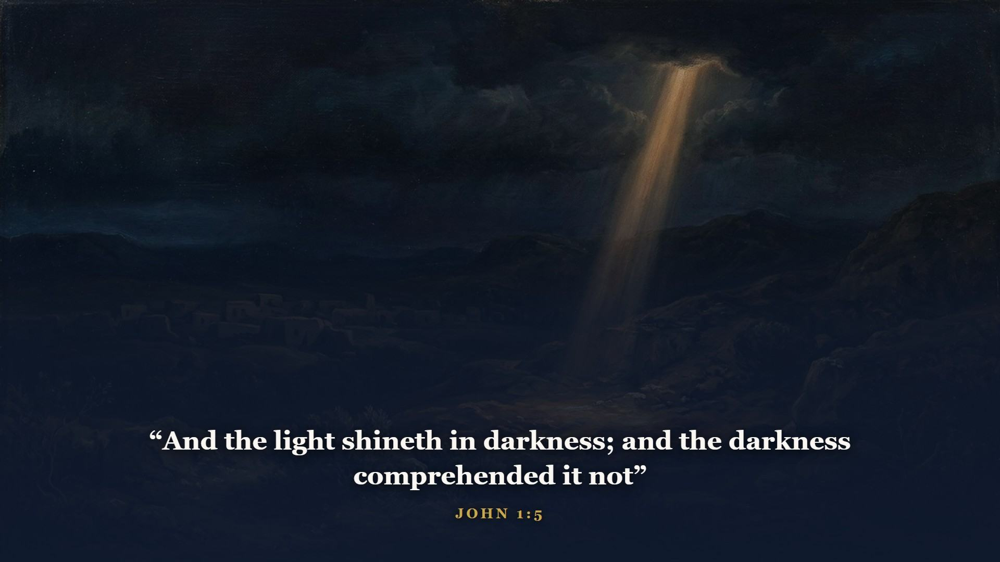 “And the light shineth in darkness; and the darkness
comprehended it not”
JOHN 1:5